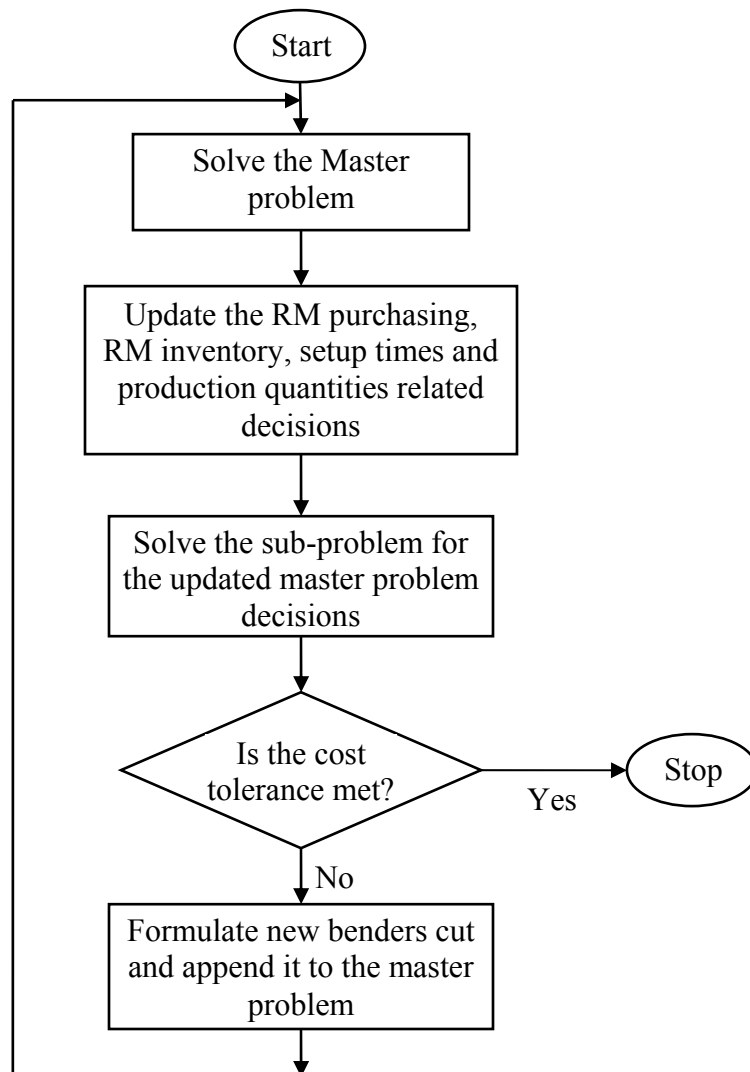 Start
Solve the Master
problem
Update the RM purchasing,
RM inventory, setup times and
production quantities related
decisions
Solve the sub-problem for
the updated master problem
decisions
Is the cost
tolerance met?
Stop
Yes
No
Formulate new benders cut
and append it to the master
problem